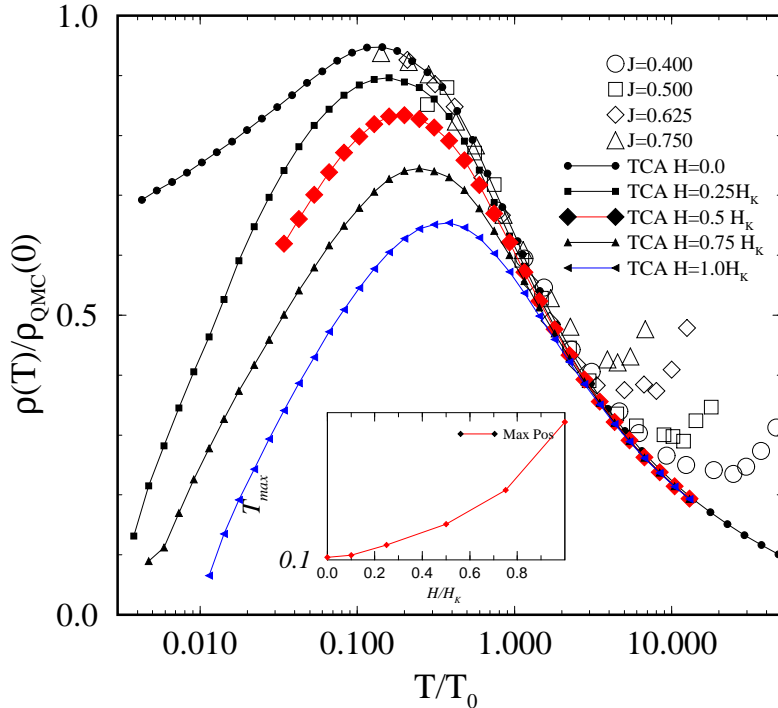 1.0
0.5
0.0
ρ(T)/ρQMC(0)
J=0.400
J=0.500
J=0.625
J=0.750
TCA H=0.0
TCA H=0.25HK
TCA H=0.5 HK
TCA H=0.75 HK
TCA H=1.0HK
Max Pos
Tmax
0.1
0.0 0.2 0.4 0.6 0.8
H/HK
0.010 0.100 1.000 10.000
T/T0